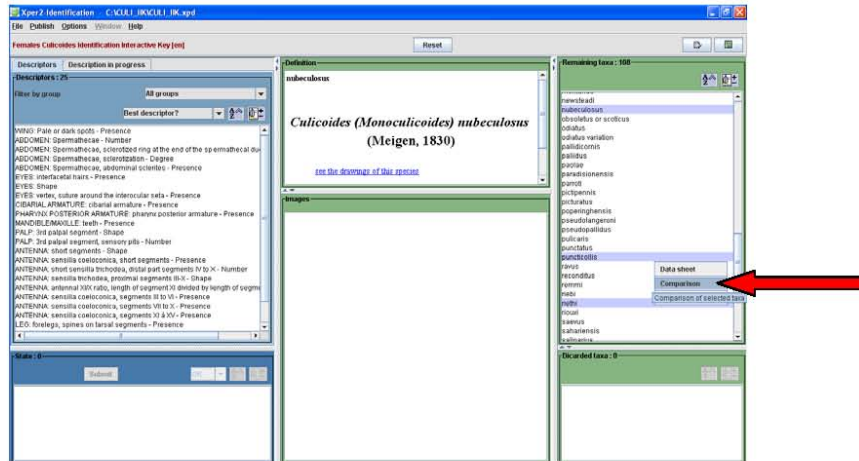 Xper2-Identification - C:\CULI_IIK\CULI_IIK.xpd
File Publish Options Window Help
Females Culicoides Identification Interactive Key [en]
Reset
Descriptors Description in progress
Descriptors : 25
Filter by group All groups
Best descriptor?
WING: Pale or dark spots - Presence
ABDOMEN: Spermathecae - Number
ABDOMEN: Spermathecae, sclerotized ring at the end of the spermathecal du
ABDOMEN: Spermathecae, sclerotization - Degree
ABDOMEN: Spermathecae, abdominal sclerites - Presence
EYES: interfacetal hairs - Presence
EYES: Shape
EYES: vertex, suture around the interocular seta - Presence
CIBARIAL ARMATURE: cibarial armature - Presence
PHARYNX POSTERIOR ARMATURE: pharynx posterior armature - Presence
MANDIBLE/MAXILLE: teeth - Presence
PALP: 3rd palpal segment - Shape
PALP: 3rd palpal segment, sensory pits - Number
ANTENNA: short segments - Shape
ANTENNA: sensilla coeloconica, short segments - Presence
ANTENNA: short sensilla trichodea, distal part segments IV to X - Number
ANTENNA: sensilla trichodea, proximal segments III-X - Shape
ANTENNA: antennal XI/X ratio, length of segment XI divided by length of segm
ANTENNA: sensilla coeloconica, segments III to VI - Presence
ANTENNA: sensilla coeloconica, segments VII to X - Presence
ANTENNA: sensilla coeloconica, segments XI à XV - Presence
LEG: forelegs, spines on tarsal segments - Presence
State : 0
Submit
Definition
nubeculosus
Culicoides (Monoculicoides) nubeculosus
(Meigen, 1830)
see the drawings of this species
Images
Remaining taxa : 108
newsteadi
nubeculosus
obsoletus or scoticus
odiatus
odiatus variation
pallidicornis
pallidus
paolae
paradisionensis
parroti
pictipennis
picturatus
poperinghensis
pseudolangeroni
pseudopallidus
pulicaris
punctatus
puncticollis
ravus
reconditus
remmi
riebi
riethi
riouxi
saevus
sahariensis
salinarius
Data sheet
Comparison
Comparison of selected taxa
Dicarded taxa : 0